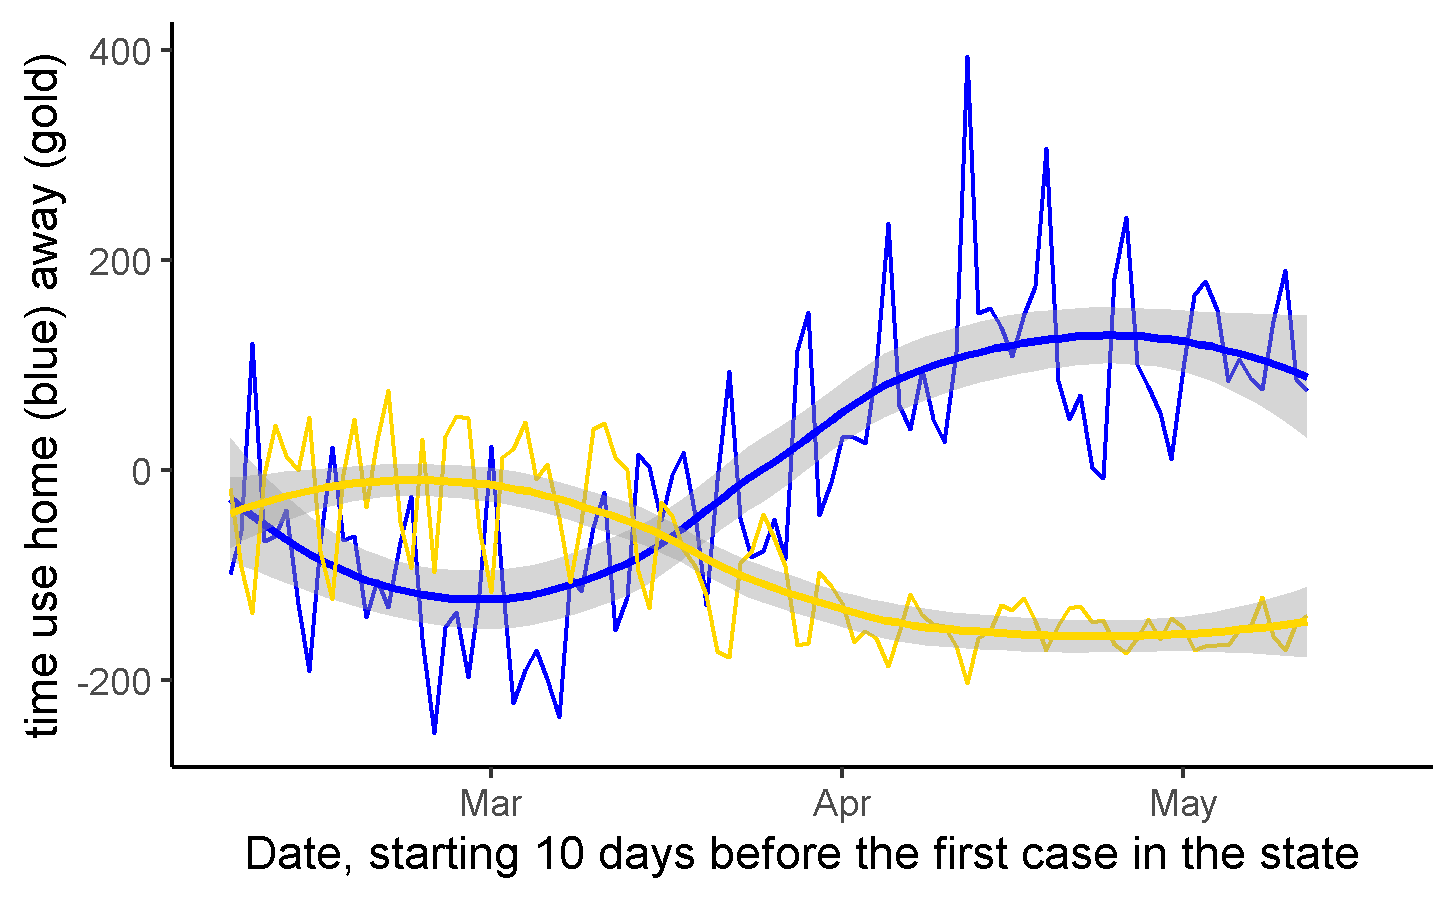 time use home (blue) away (gold)
400
200
0
-200
Mar
Apr
May
Date, starting 10 days before the first case in the state